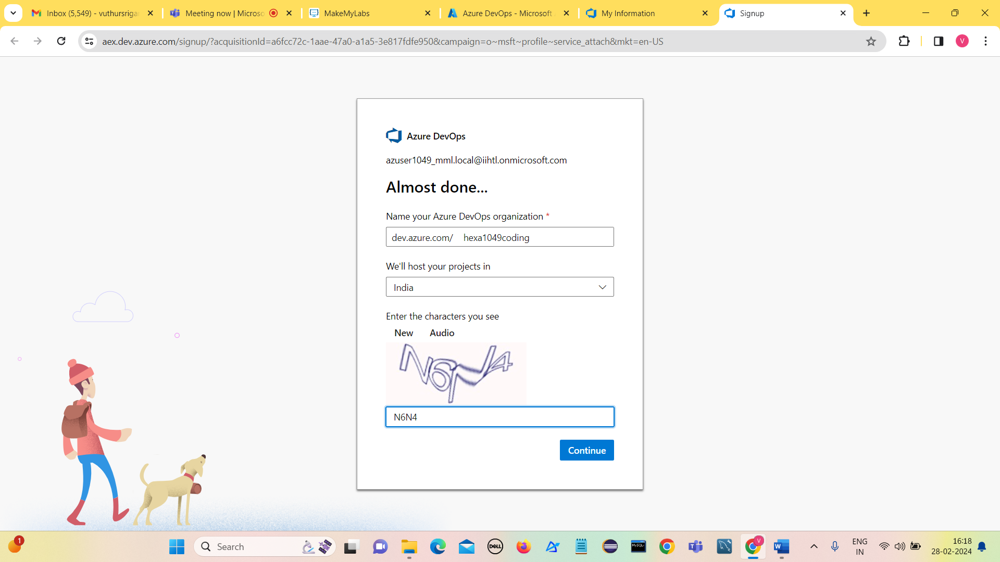 Inbox (5,549) - vuthursriga
Meeting now | Microso
MakeMyLabs
Azure DevOps - Microsoft
My Information
Signup
aex.dev.azure.com/signup/?acquisitionId=a6fcc72c-1aae-47a0-a1a5-3e817fdfe950&campaign=o~msft~profile~service_attach&mkt=en-US
V
Azure DevOps
azuser1049_mml.local@iihtl.onmicrosoft.com
Almost done...
Name your Azure DevOps organization *
dev.azure.com/ hexa1049coding
We'll host your projects in
India
Enter the characters you see
New Audio
N6N4
Continue
1
Search
DELL
MySQL
V
W
ENG
IN
16:18
28-02-2024